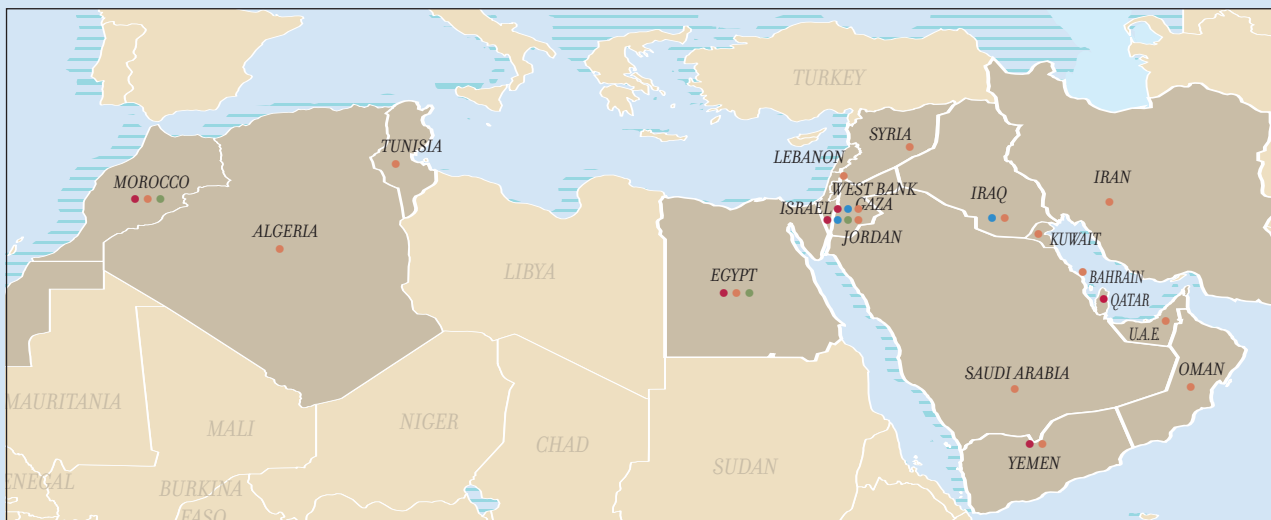 TURKEY
SYRIA
TUNISIA
LEBANON
MOROCCO
WEST BANK
GAZA
IRAQ
IRAN
ISRAEL
ALGERIA
JORDAN
KUWAIT
LIBYA
EGYPT
BAHRAIN
QATAR
U.A.E.
SAUDI ARABIA
OMAN
MAURITANIA
NIGER
MALI
CHAD
YEMEN
SUDAN
ENEGAL
BURKINA
FASO